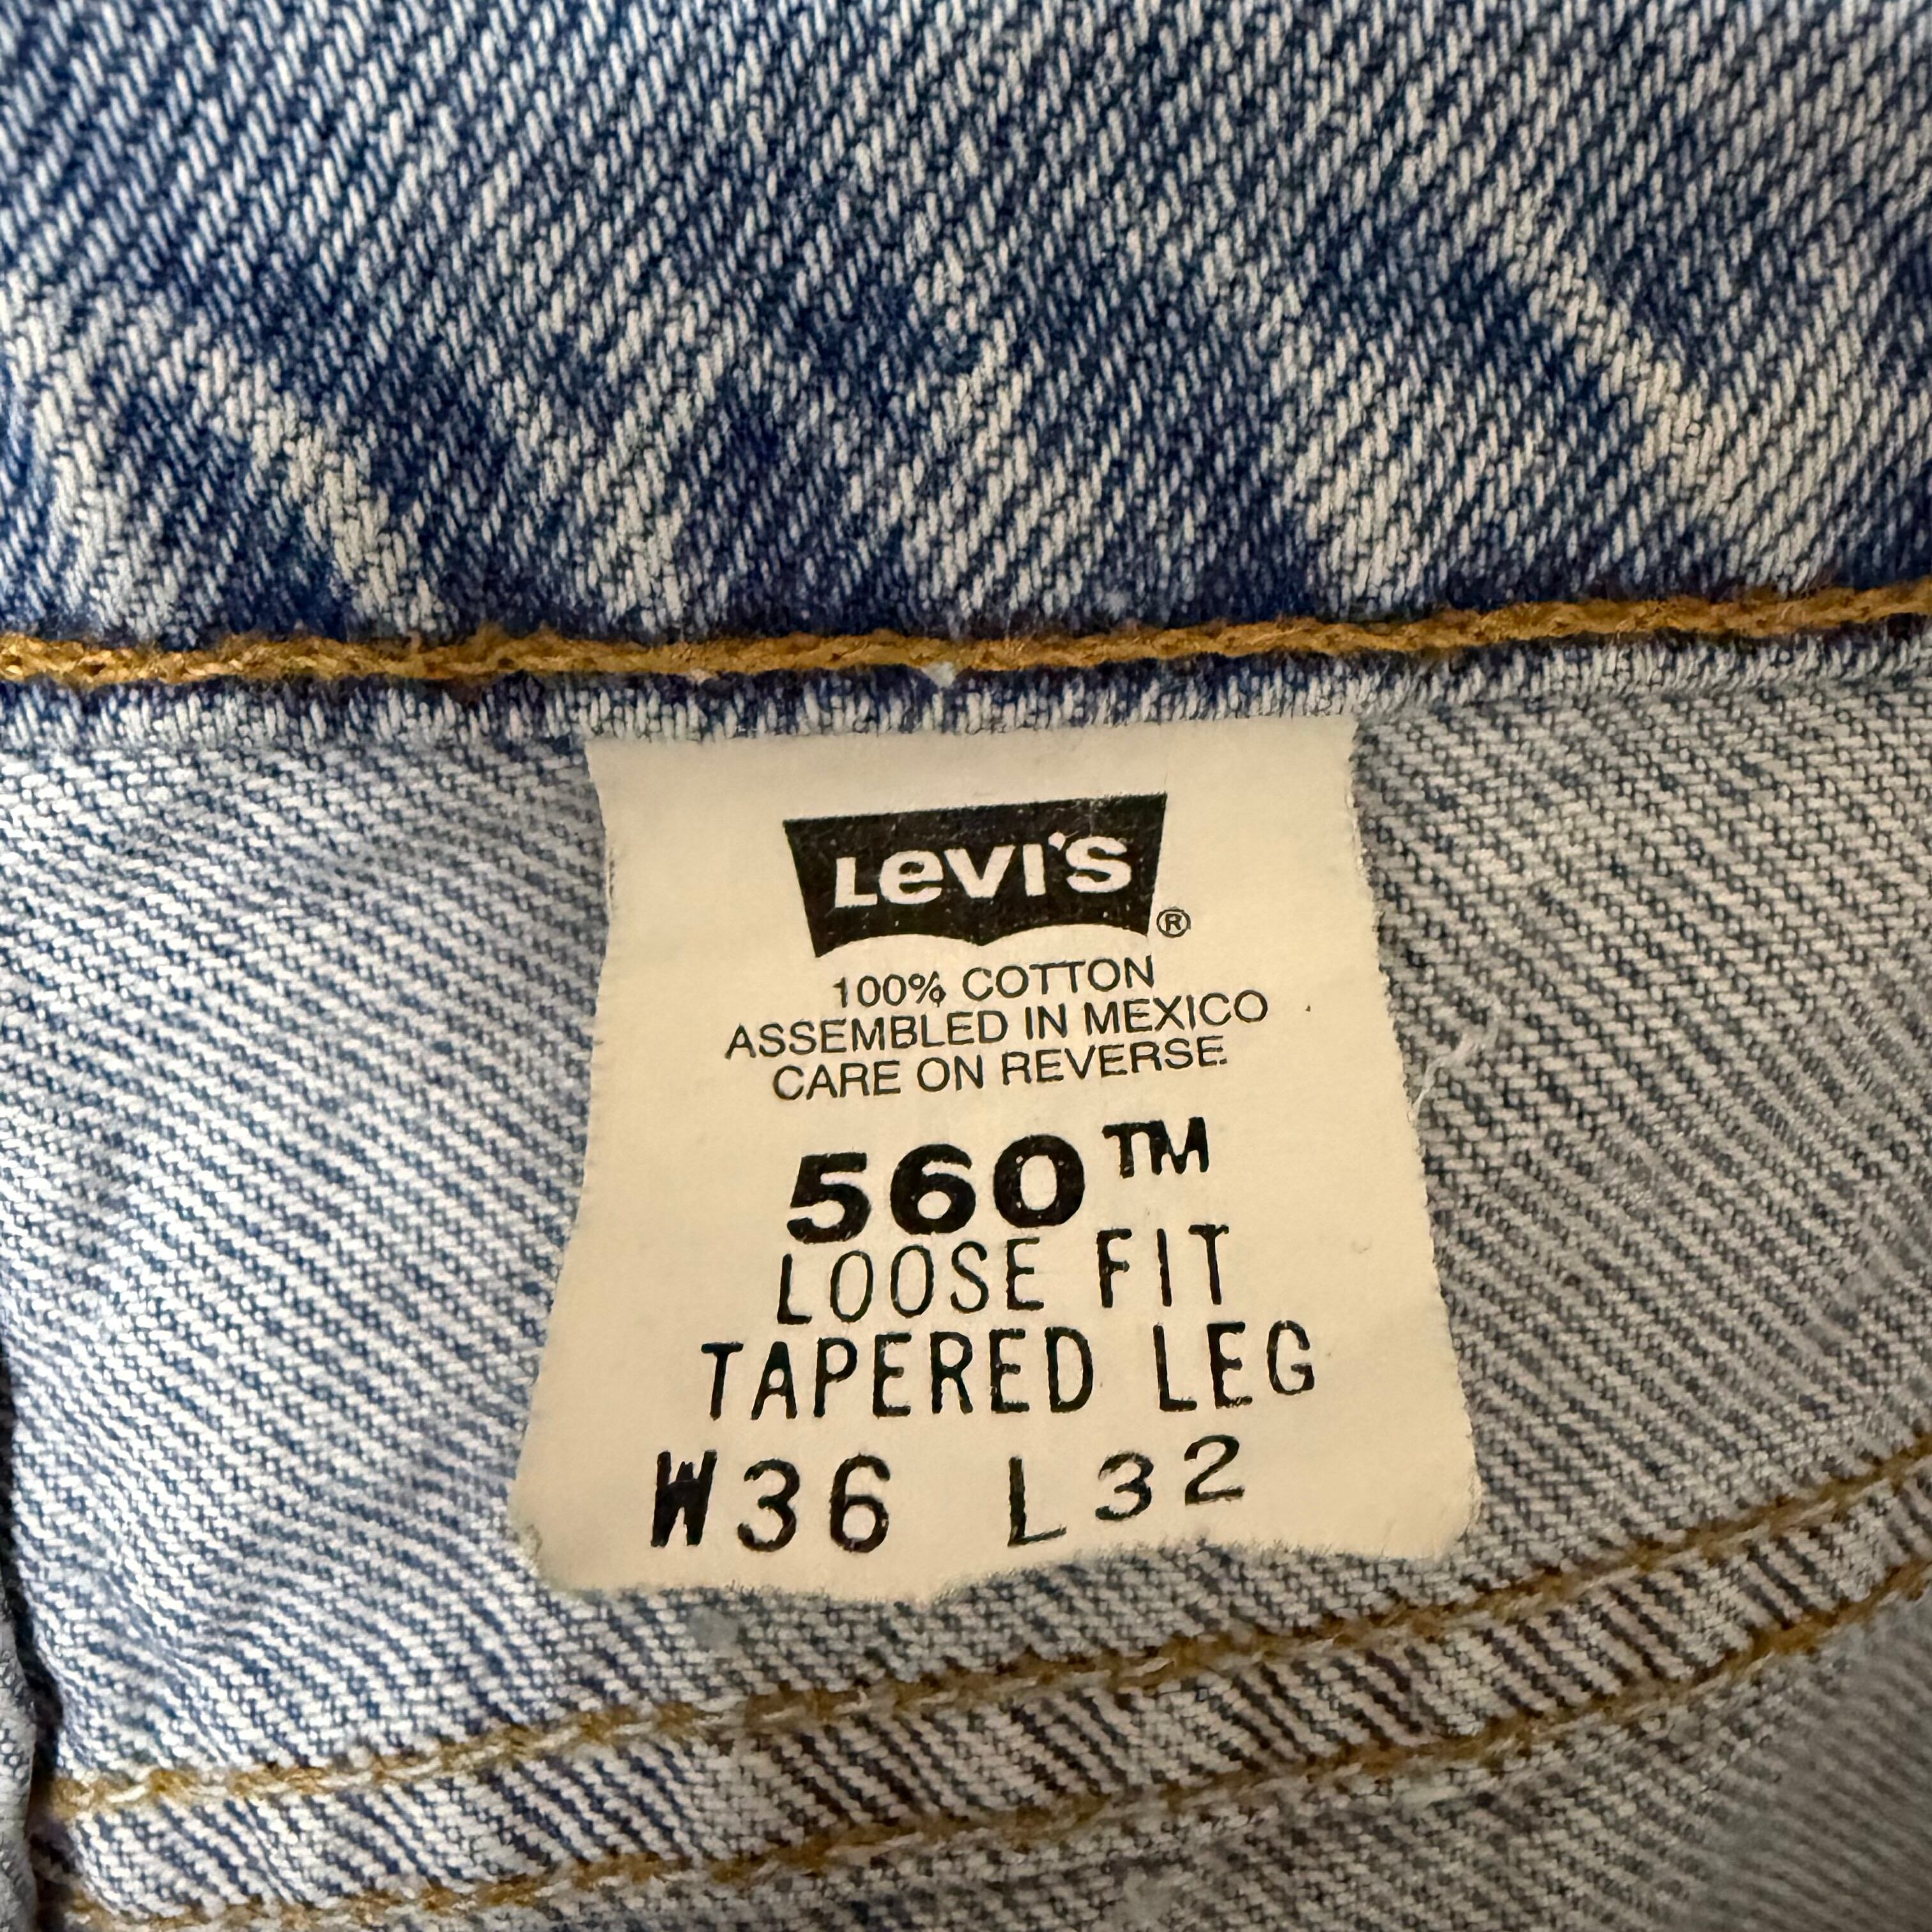 Levi's ®
100% COTTON
ASSEMBLED IN MEXICO
CARE ON REVERSE
560™
LOOSE FIT
TAPERED LEG
W36 L32